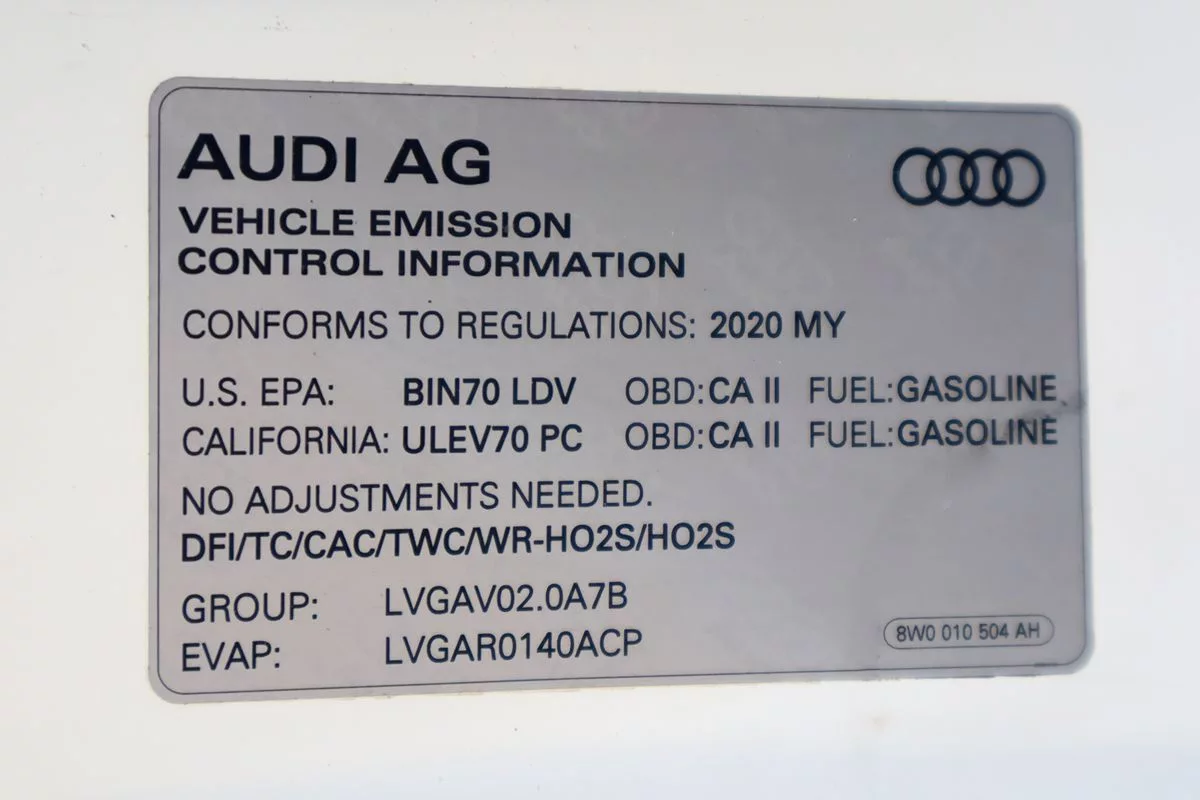 AUDI AG
VEHICLE EMISSION
CONTROL INFORMATION
CONFORMS TO REGULATIONS: 2020 MY
U.S. EPA: BIN70 LDV OBD:CA II FUEL:GASOLINE
CALIFORNIA: ULEV70 PC OBD:CA II FUEL:GASOLINE
NO ADJUSTMENTS NEEDED.
DFI/TC/CAC/TWC/WR-HO2S/HO2S
GROUP: LVGAV02.0A7B
EVAP: LVGAR0140ACP
8W0 010 504 AH